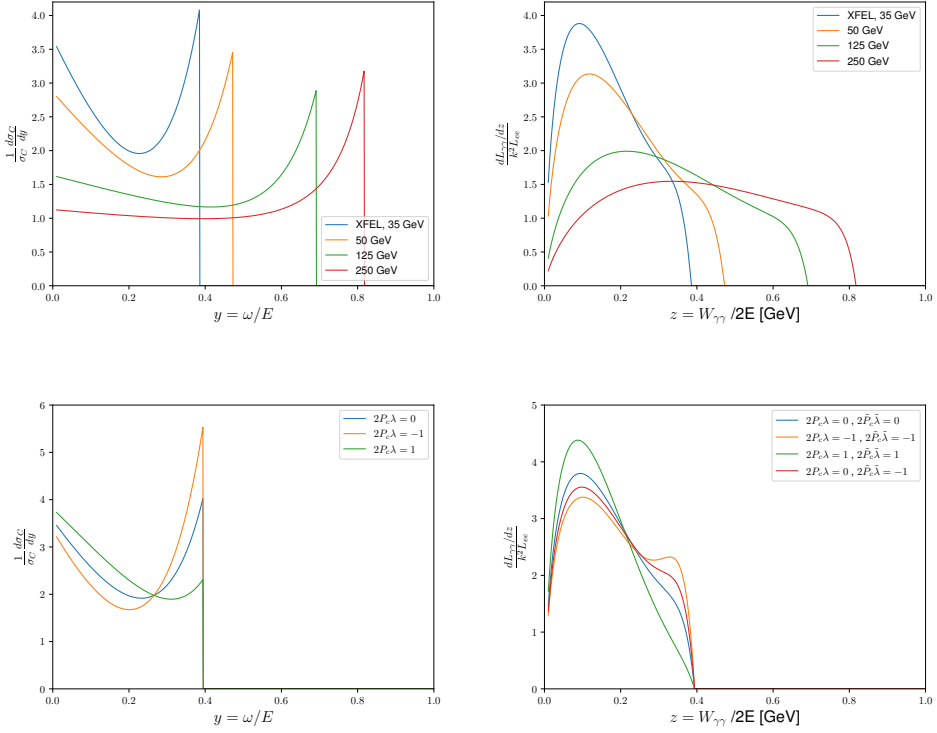 4.0
3.5
3.0
2.5
2.0
1.5
1.0
0.5
0.0
0.0 0.2 0.4 0.6 0.8 1.0
1/σ_C dσ_C/dy
y = ω/E
XFEL, 35 GeV
50 GeV
125 GeV
250 GeV
4.0
3.5
3.0
2.5
2.0
1.5
1.0
0.5
0.0
0.0 0.2 0.4 0.6 0.8 1.0
dL_γγ/dz / k²L_ee
z = W_γγ /2E [GeV]
XFEL, 35 GeV
50 GeV
125 GeV
250 GeV
6
5
4
3
2
1
0
0.0 0.2 0.4 0.6 0.8 1.0
1/σ_C dσ_C/dy
y = ω/E
2P_cλ = 0
2P_cλ = −1
2P_cλ = 1
5
4
3
2
1
0
0.0 0.2 0.4 0.6 0.8 1.0
dL_γγ/dz / k²L_ee
z = W_γγ /2E [GeV]
2P_cλ = 0 , 2P̃_cλ̃ = 0
2P_cλ = −1 , 2P̃_cλ̃ = −1
2P_cλ = 1 , 2P̃_cλ̃ = 1
2P_cλ = 0 , 2P̃_cλ̃ = −1